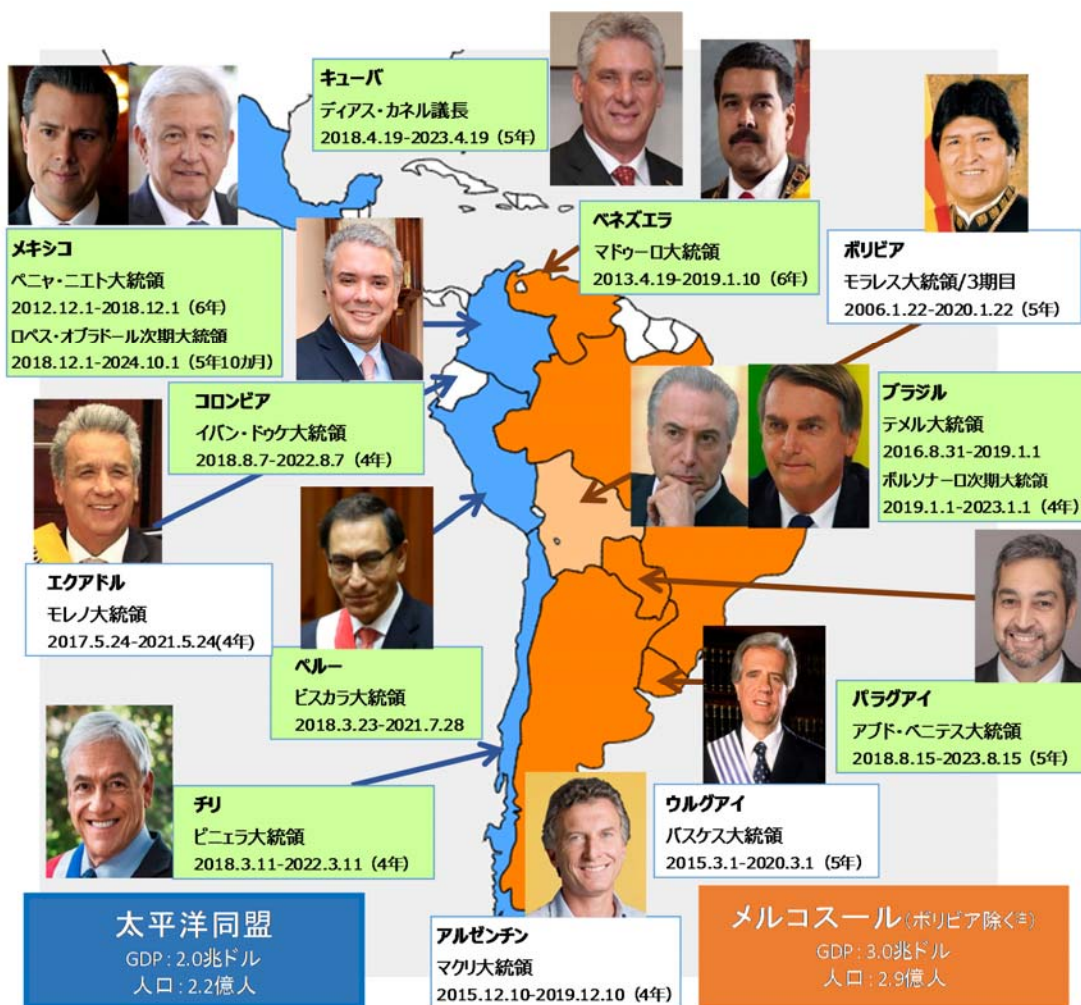 キューバ
ディアス・カネル議長
2018.4.19-2023.4.19 (5年)
メキシコ
ペニャ・ニエト大統領
2012.12.1-2018.12.1 (6年)
ロペス・オブラドール次期大統領
2018.12.1-2024.10.1 (5年10カ月)
ベネズエラ
マドゥーロ大統領
2013.4.19-2019.1.10 (6年)
ボリビア
モラレス大統領/3期目
2006.1.22-2020.1.22 (5年)
コロンビア
イバン・ドゥケ大統領
2018.8.7-2022.8.7 (4年)
ブラジル
テメル大統領
2016.8.31-2019.1.1
ボルソナーロ次期大統領
2019.1.1-2023.1.1 (4年)
エクアドル
モレノ大統領
2017.5.24-2021.5.24(4年)
ペルー
ビスカラ大統領
2018.3.23-2021.7.28
パラグアイ
アブド・ベニテス大統領
2018.8.15-2023.8.15 (5年)
チリ
ピニェラ大統領
2018.3.11-2022.3.11 (4年)
ウルグアイ
バスケス大統領
2015.3.1-2020.3.1 (5年)
アルゼンチン
マクリ大統領
2015.12.10-2019.12.10 (4年)
太平洋同盟
GDP:2.0兆ドル
人口:2.2億人
メルコスール(ボリビア除く注)
GDP:3.0兆ドル
人口:2.9億人